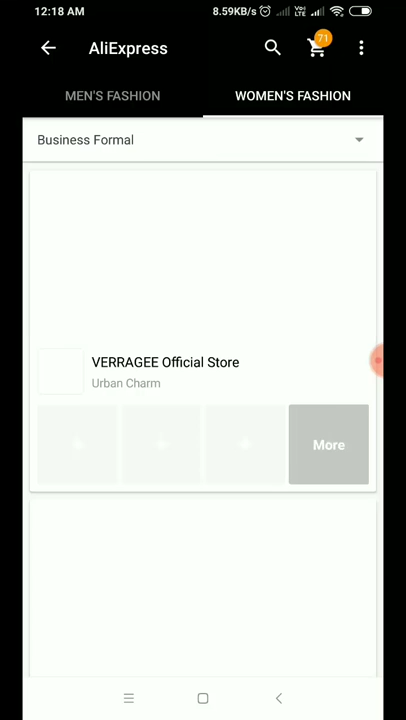 12:18 AM 8.59KB/s Vo) LTE
AliExpress 71
MEN'S FASHION WOMEN'S FASHION
Business Formal
VERRAGEE Official Store
Urban Charm
More